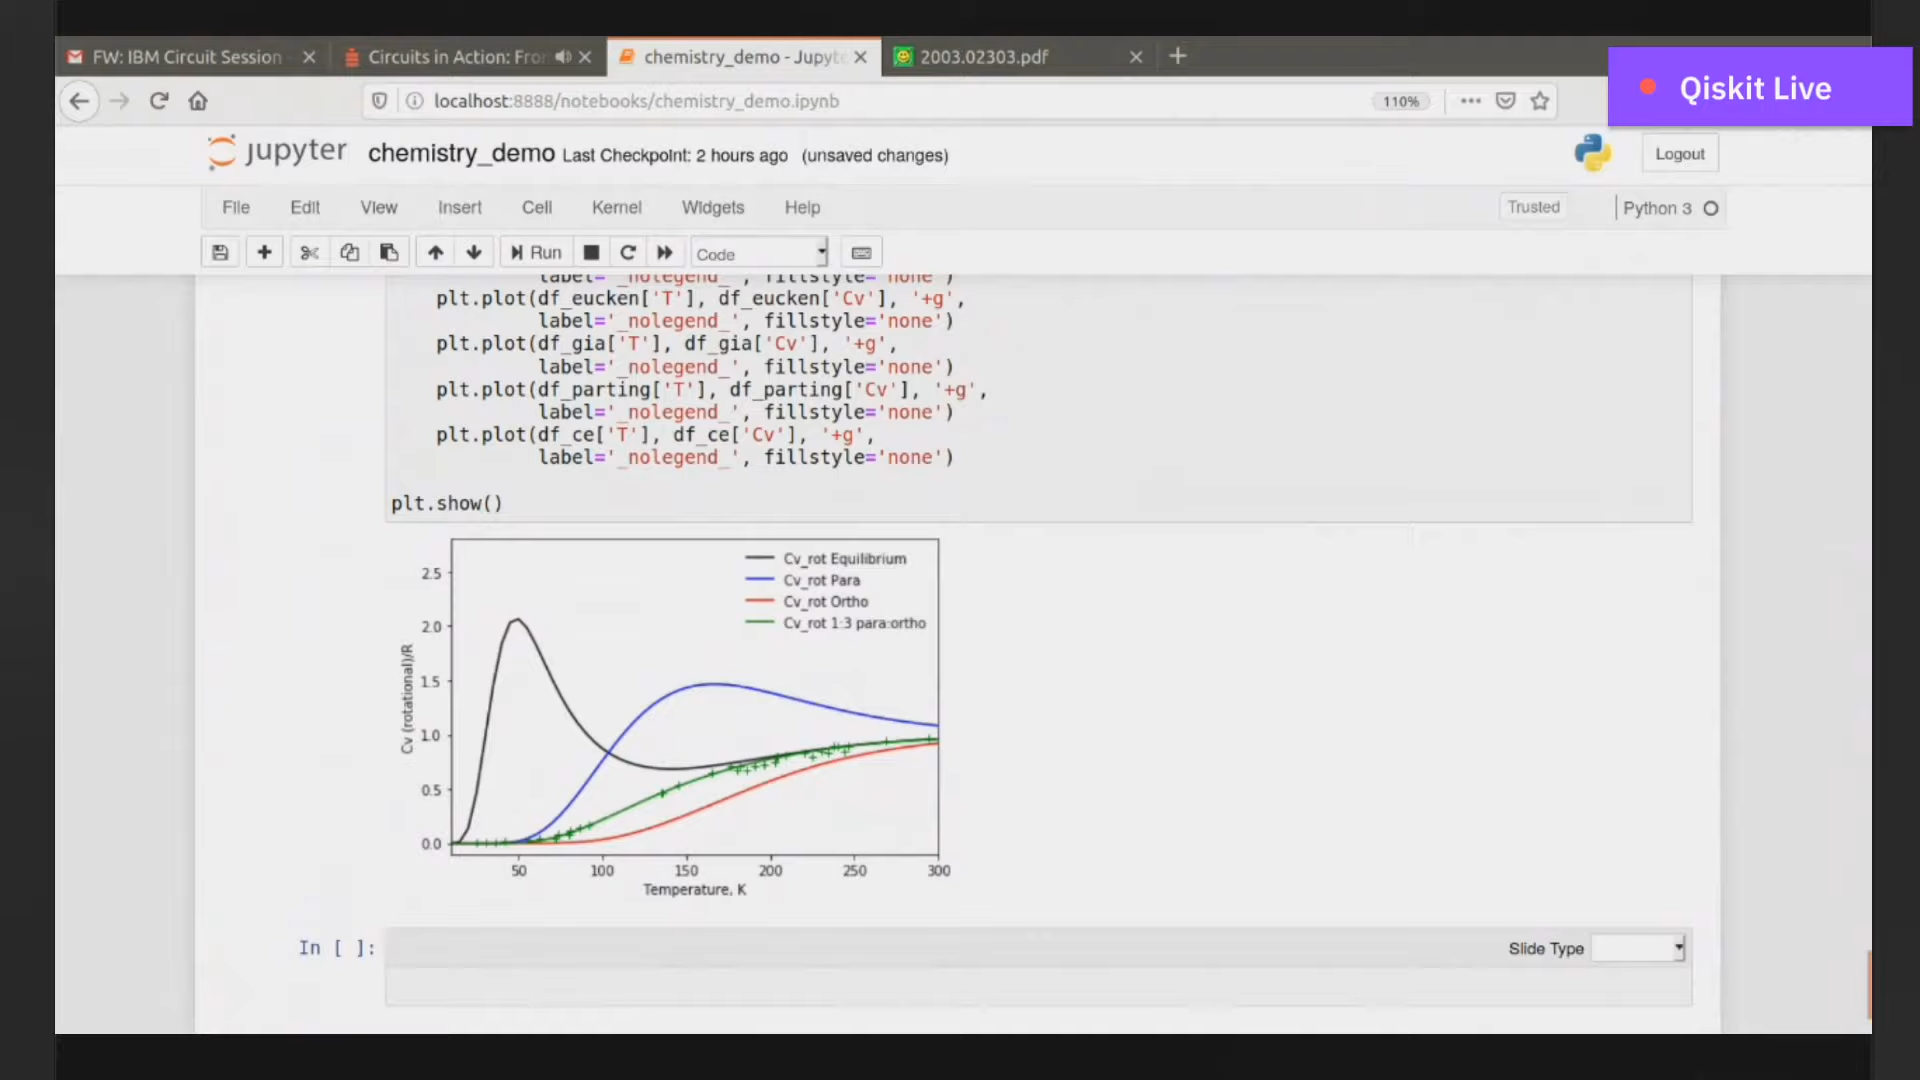 FW: IBM Circuit Session
Circuits in Action: Fro
chemistry_demo - Jupyt
2003.02303.pdf
localhost:8888/notebooks/chemistry_demo.ipynb
110%
Qiskit Live
jupyter chemistry_demo Last Checkpoint: 2 hours ago (unsaved changes)
Logout
File Edit View Insert Cell Kernel Widgets Help
Trusted
Python 3
Run
Code
label='_nolegend_', fillstyle='none')
plt.plot(df_eucken['T'], df_eucken['Cv'], '+g',
label='_nolegend_', fillstyle='none')
plt.plot(df_gia['T'], df_gia['Cv'], '+g',
label='_nolegend_', fillstyle='none')
plt.plot(df_parting['T'], df_parting['Cv'], '+g',
label='_nolegend_', fillstyle='none')
plt.plot(df_ce['T'], df_ce['Cv'], '+g',
label='_nolegend_', fillstyle='none')
plt.show()
Cv_rot Equilibrium
Cv_rot Para
Cv_rot Ortho
Cv_rot 1:3 para:ortho
2.5
2.0
1.5
1.0
0.5
0.0
Cv (rotational)/R
50 100 150 200 250 300
Temperature, K
In [ ]:
Slide Type